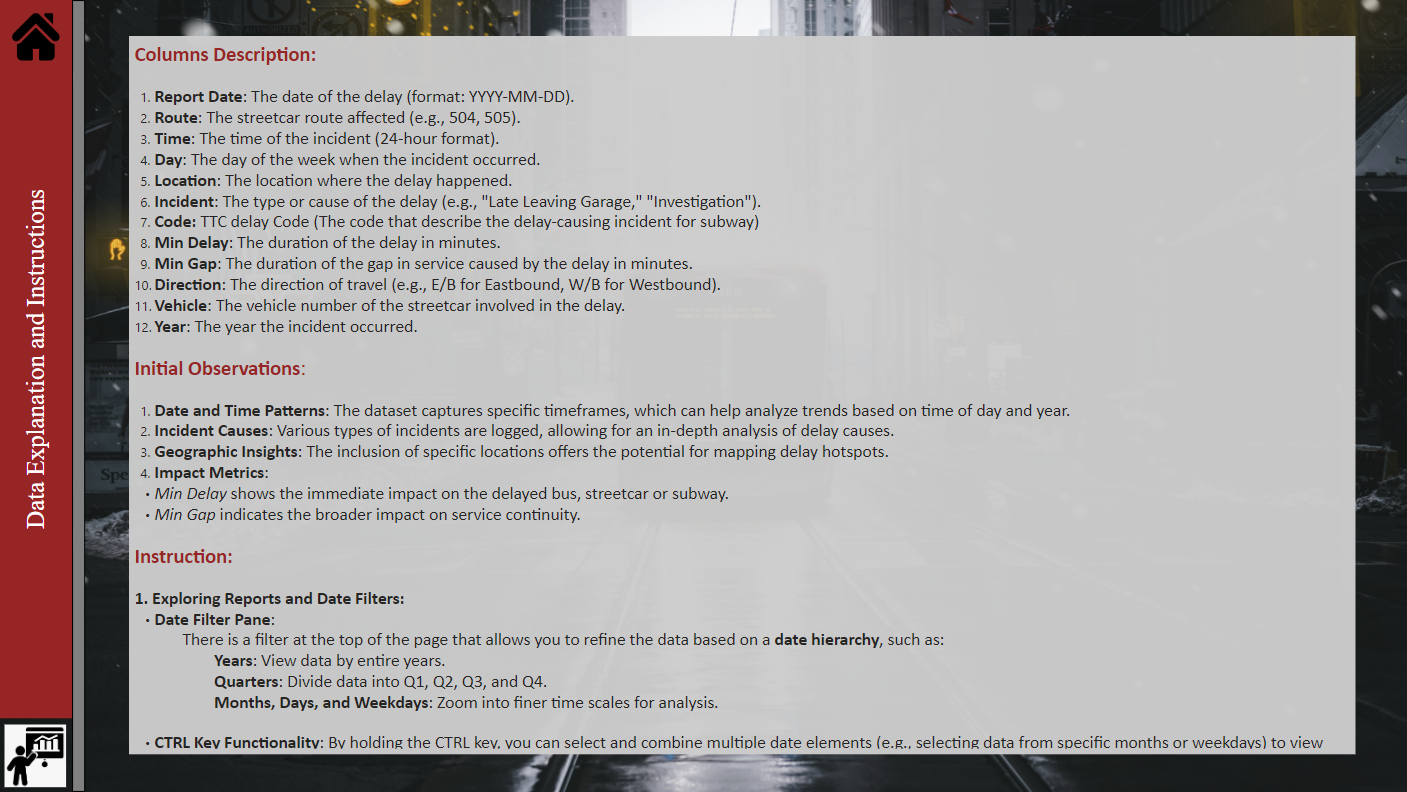 Data Explanation and Instructions
Columns Description:
1. Report Date: The date of the delay (format: YYYY-MM-DD).
2. Route: The streetcar route affected (e.g., 504, 505).
3. Time: The time of the incident (24-hour format).
4. Day: The day of the week when the incident occurred.
5. Location: The location where the delay happened.
6. Incident: The type or cause of the delay (e.g., "Late Leaving Garage," "Investigation").
7. Code: TTC delay Code (The code that describe the delay-causing incident for subway)
8. Min Delay: The duration of the delay in minutes.
9. Min Gap: The duration of the gap in service caused by the delay in minutes.
10. Direction: The direction of travel (e.g., E/B for Eastbound, W/B for Westbound).
11. Vehicle: The vehicle number of the streetcar involved in the delay.
12. Year: The year the incident occurred.
Initial Observations:
1. Date and Time Patterns: The dataset captures specific timeframes, which can help analyze trends based on time of day and year.
2. Incident Causes: Various types of incidents are logged, allowing for an in-depth analysis of delay causes.
3. Geographic Insights: The inclusion of specific locations offers the potential for mapping delay hotspots.
4. Impact Metrics:
• Min Delay shows the immediate impact on the delayed bus, streetcar or subway.
• Min Gap indicates the broader impact on service continuity.
Instruction:
1. Exploring Reports and Date Filters:
• Date Filter Pane:
There is a filter at the top of the page that allows you to refine the data based on a date hierarchy, such as:
Years: View data by entire years.
Quarters: Divide data into Q1, Q2, Q3, and Q4.
Months, Days, and Weekdays: Zoom into finer time scales for analysis.
• CTRL Key Functionality: By holding the CTRL key, you can select and combine multiple date elements (e.g., selecting data from specific months or weekdays) to view